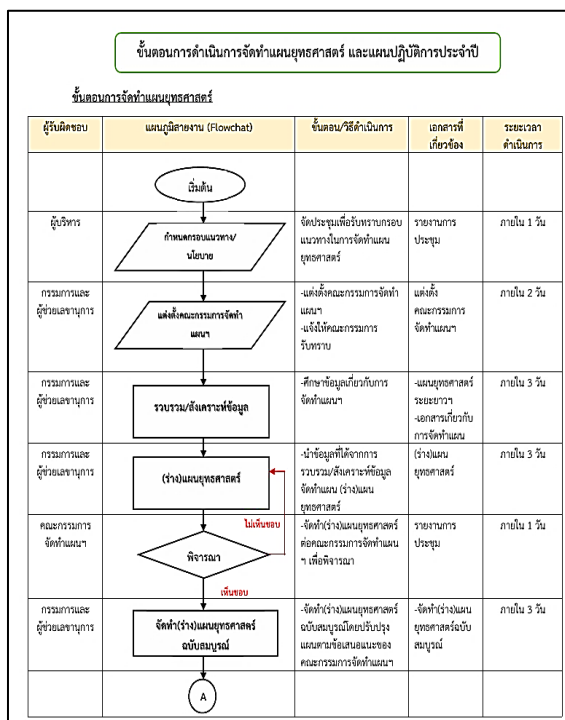 ขั้นตอนการดำเนินการจัดทำแผนยุทธศาสตร์ และแผนปฏิบัติการประจำปี
ขั้นตอนการจัดทำแผนยุทธศาสตร์
ผู้รับผิดชอบ
แผนภูมิสายงาน (Flowchat)
ขั้นตอน/วิธีดำเนินการ
เอกสารที่
เกี่ยวข้อง
ระยะเวลา
ดำเนินการ
เริ่มต้น
ผู้บริหาร
กำหนดกรอบแนวทาง/
นโยบาย
จัดประชุมเพื่อรับทราบกรอบ
แนวทางในการจัดทำแผน
ยุทธศาสตร์
รายงานการ
ประชุม
ภายใน 1 วัน
กรรมการและ
ผู้ช่วยเลขานุการ
แต่งตั้งคณะกรรมการจัดทำ
แผนฯ
-แต่งตั้งคณะกรรมการจัดทำ
แผนฯ
-แจ้งให้คณะกรรมการ
รับทราบ
แต่งตั้ง
คณะกรรมการ
จัดทำแผนฯ
ภายใน 2 วัน
กรรมการและ
ผู้ช่วยเลขานุการ
รวบรวม/สังเคราะห์ข้อมูล
-ศึกษาข้อมูลเกี่ยวกับการ
จัดทำแผนฯ
-แผนยุทธศาสตร์
ระยะยาวฯ
-เอกสารเกี่ยวกับ
การจัดทำแผน
ภายใน 3 วัน
กรรมการและ
ผู้ช่วยเลขานุการ
(ร่าง)แผนยุทธศาสตร์
-นำข้อมูลที่ได้จากการ
รวบรวม/สังเคราะห์ข้อมูล
จัดทำแผน (ร่าง)แผน
ยุทธศาสตร์
(ร่าง)แผน
ยุทธศาสตร์
ภายใน 3 วัน
ไม่เห็นชอบ
คณะกรรมการ
จัดทำแผนฯ
พิจารณา
-จัดทำ(ร่าง)แผนยุทธศาสตร์
ต่อคณะกรรมการจัดทำแผน
ฯ เพื่อพิจารณา
รายงานการ
ประชุม
ภายใน 1 วัน
เห็นชอบ
กรรมการและ
ผู้ช่วยเลขานุการ
จัดทำ(ร่าง)แผนยุทธศาสตร์
ฉบับสมบูรณ์
-จัดทำ(ร่าง)แผนยุทธศาสตร์
ฉบับสมบูรณ์โดยปรับปรุง
แผนตามข้อเสนอแนะของ
คณะกรรมการจัดทำแผนฯ
-จัดทำ(ร่าง)แผน
ยุทธศาสตร์ฉบับ
สมบูรณ์
ภายใน 3 วัน
A